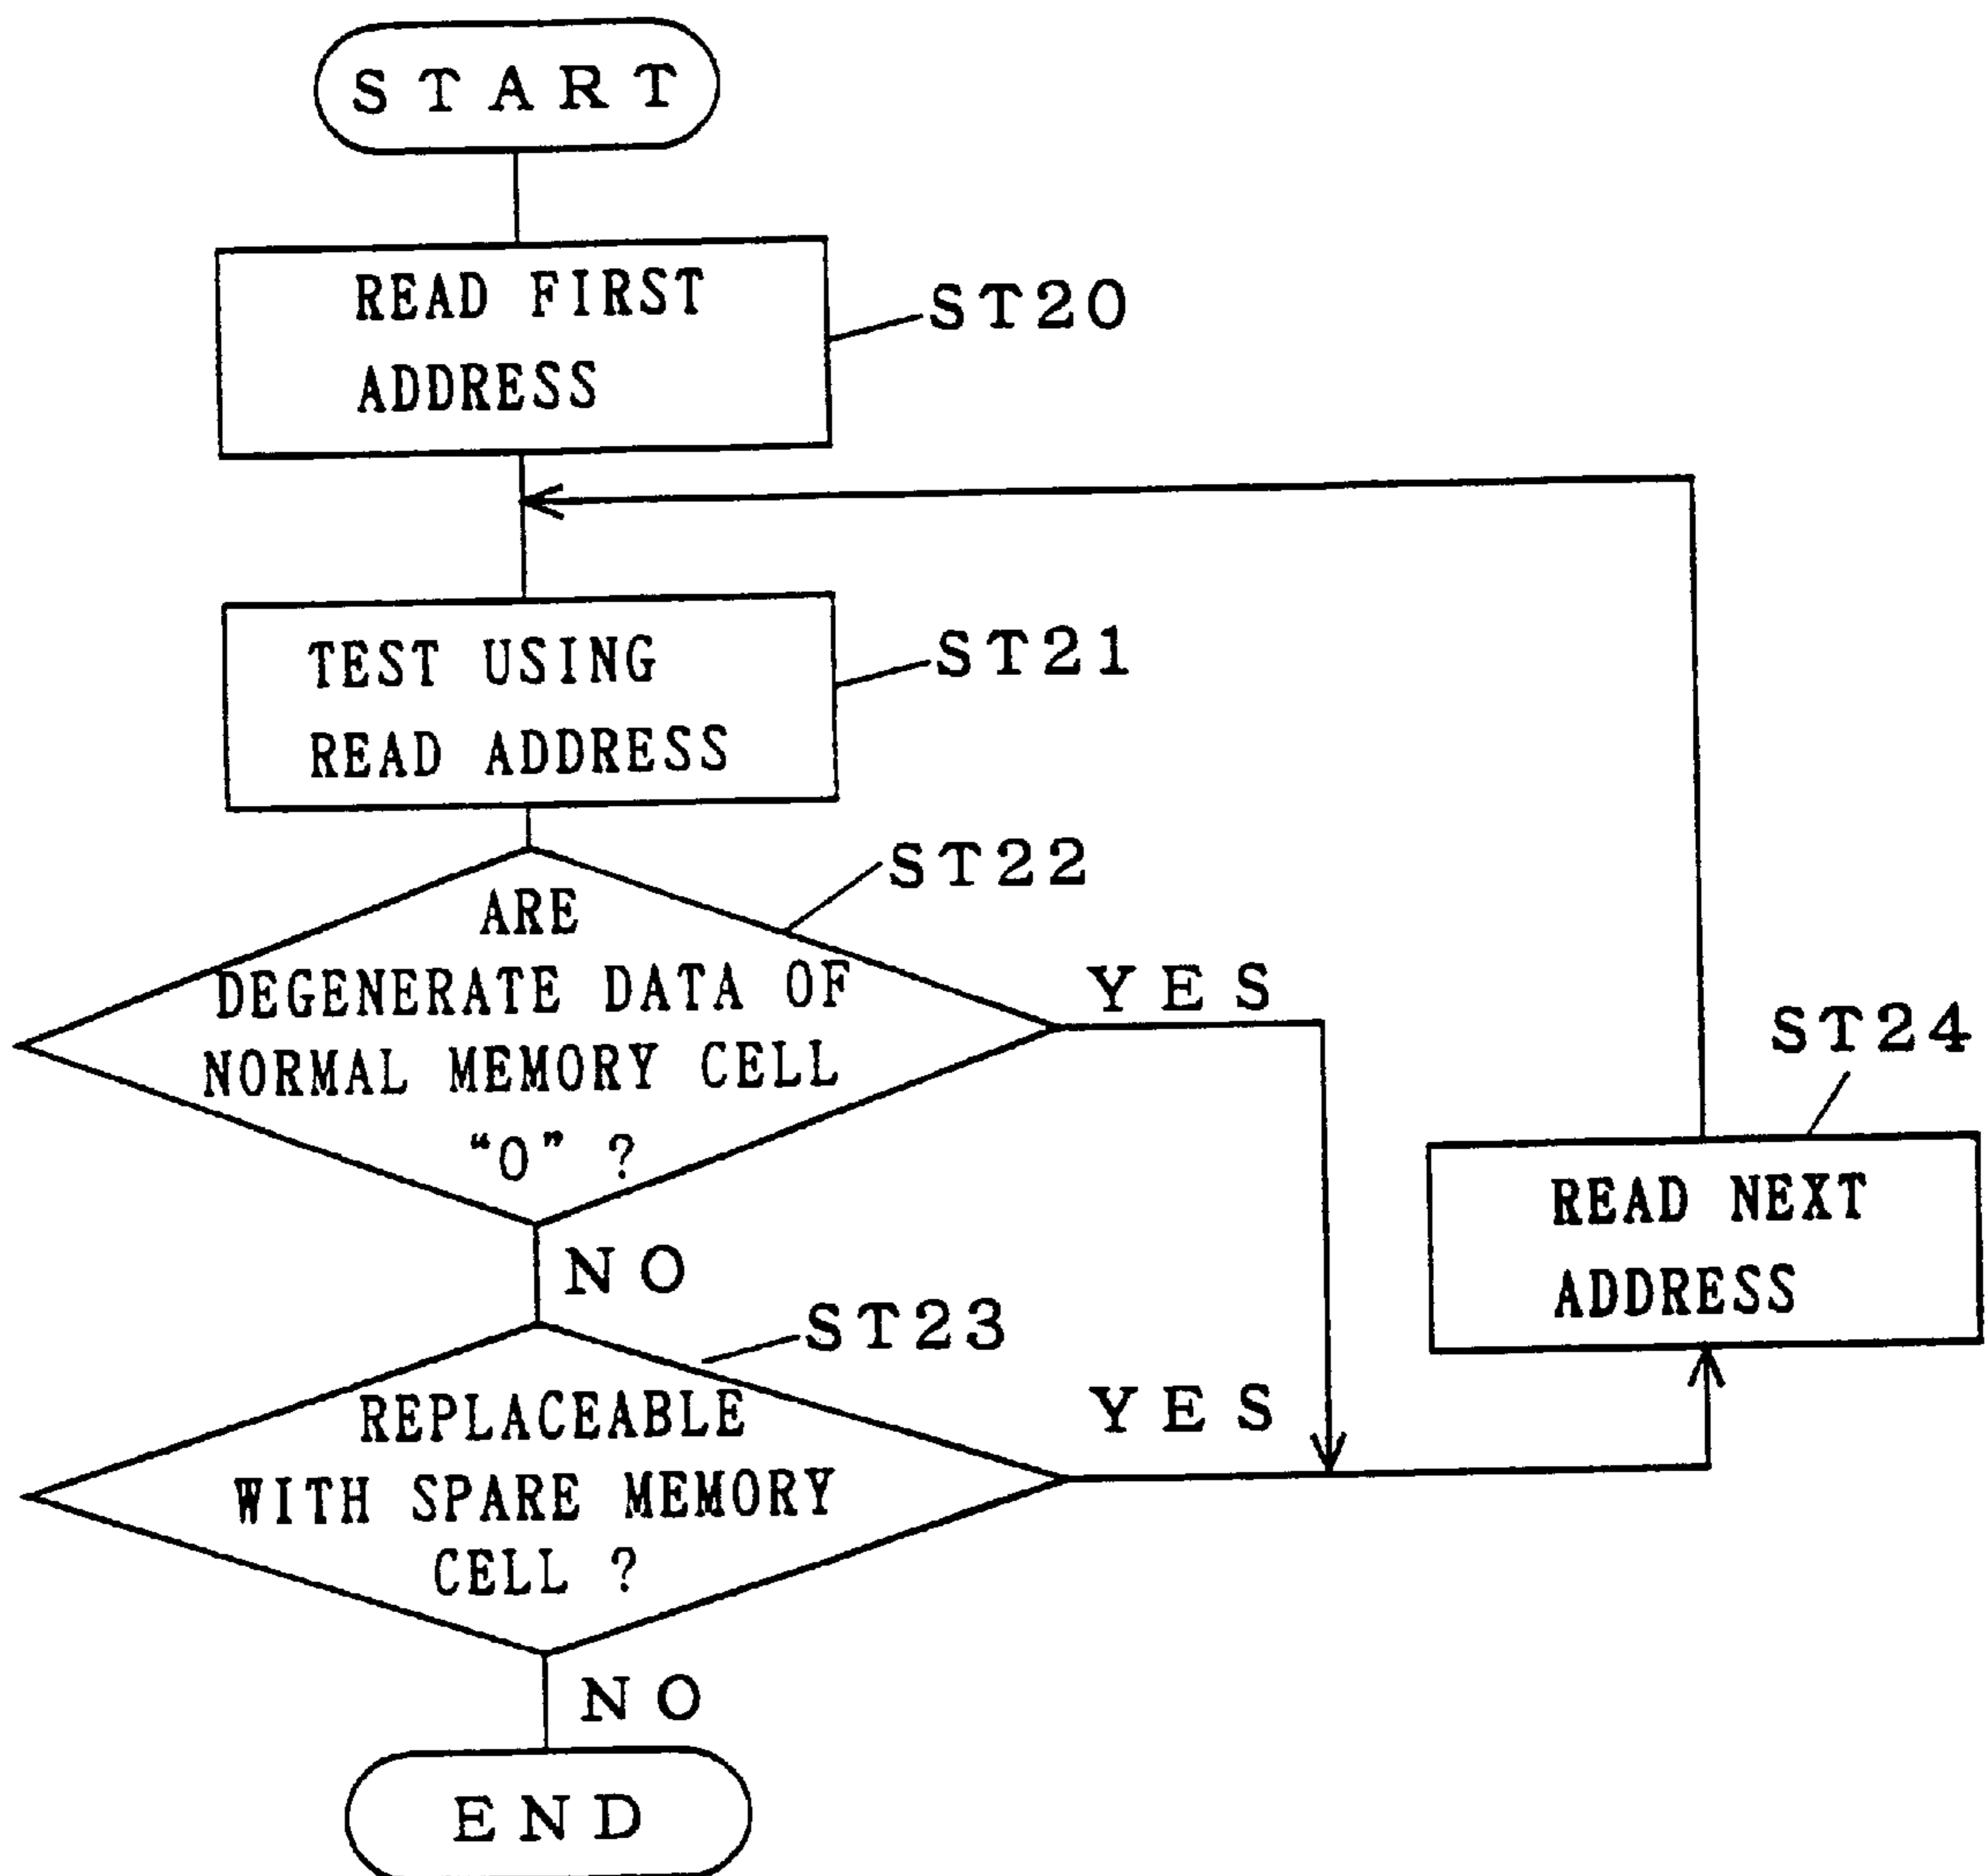 START
READ FIRST
ADDRESS
ST20
TEST USING
READ ADDRESS
ST21
ST22
ARE
DEGENERATE DATA OF
NORMAL MEMORY CELL
"0" ?
YES
NO
ST23
REPLACEABLE
WITH SPARE MEMORY
CELL ?
YES
NO
ST24
READ NEXT
ADDRESS
END